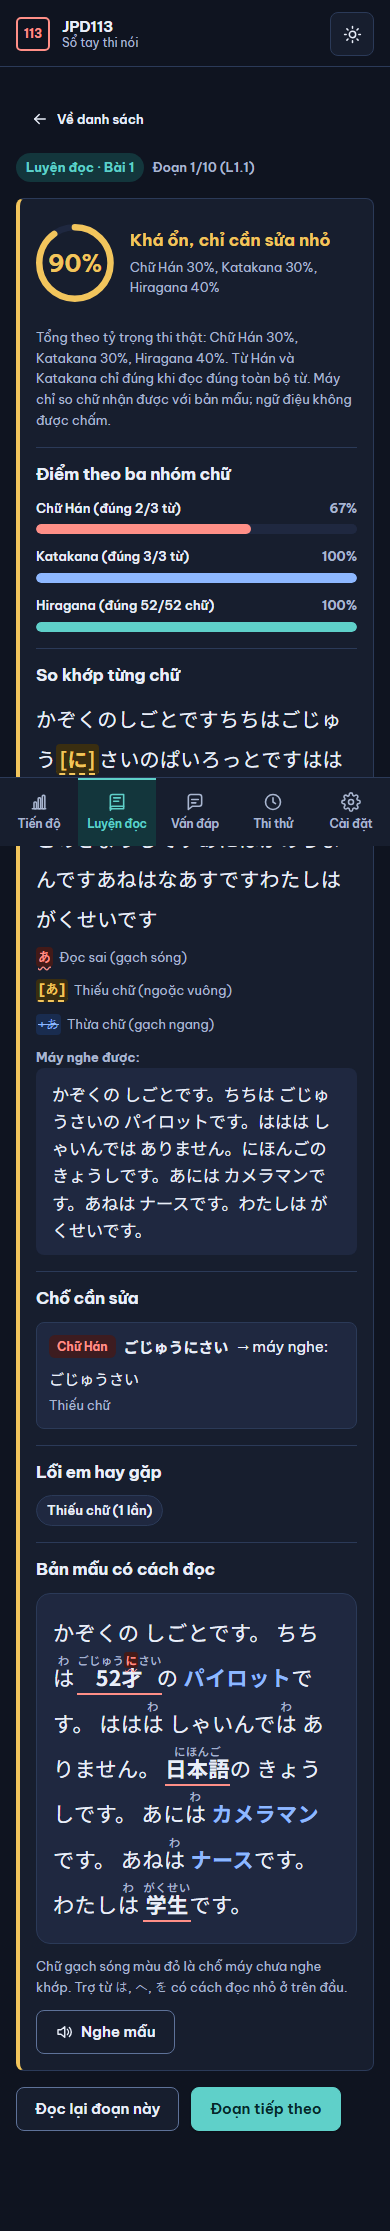 113
JPD113
Sổ tay thi nói
← Về danh sách
Luyện đọc · Bài 1 Đoạn 1/10 (L1.1)
90%
Khá ổn, chỉ cần sửa nhỏ
Chữ Hán 30%, Katakana 30%,
Hiragana 40%
Tổng theo tỷ trọng thi thật: Chữ Hán 30%,
Katakana 30%, Hiragana 40%. Từ Hán và
Katakana chỉ đúng khi đọc đúng toàn bộ từ. Máy
chỉ so chữ nhận được với bản mẫu; ngữ điệu không
được chấm.
Điểm theo ba nhóm chữ
Chữ Hán (đúng 2/3 từ) 67%
Katakana (đúng 3/3 từ) 100%
Hiragana (đúng 52/52 chữ) 100%
So khớp từng chữ
かぞくのしごとですちちはごじゅ
う[に]さいのぱいろっとですはは
Tiến độ Luyện đọc Vấn đáp Thi thử Cài đặt
んですあねはなあすですわたしは
がくせいです
あ Đọc sai (gạch sóng)
[あ] Thiếu chữ (ngoặc vuông)
+あ Thừa chữ (gạch ngang)
Máy nghe được:
かぞくの しごとです。ちちは ごじゅ
うさいの パイロットです。ははは し
ゃいんでは ありません。にほんごの
きょうしです。あには カメラマンで
す。あねは ナースです。わたしは が
くせいです。
Chỗ cần sửa
Chữ Hán ごじゅうにさい → máy nghe:
ごじゅうさい
Thiếu chữ
Lỗi em hay gặp
Thiếu chữ (1 lần)
Bản mẫu có cách đọc
かぞくの しごとです。 ちち
わ ごじゅうにさい
は 52才の パイロットで
わ わ
す。 ははは しゃいんでは あ
にほんご
りません。 日本語の きょう
わ
しです。 あには カメラマン
わ
です。 あねは ナースです。
わ がくせい
わたしは 学生です。
Chữ gạch sóng màu đỏ là chỗ máy chưa nghe
khớp. Trợ từ は, へ, を có cách đọc nhỏ ở trên đầu.
Nghe mẫu
Đọc lại đoạn này Đoạn tiếp theo